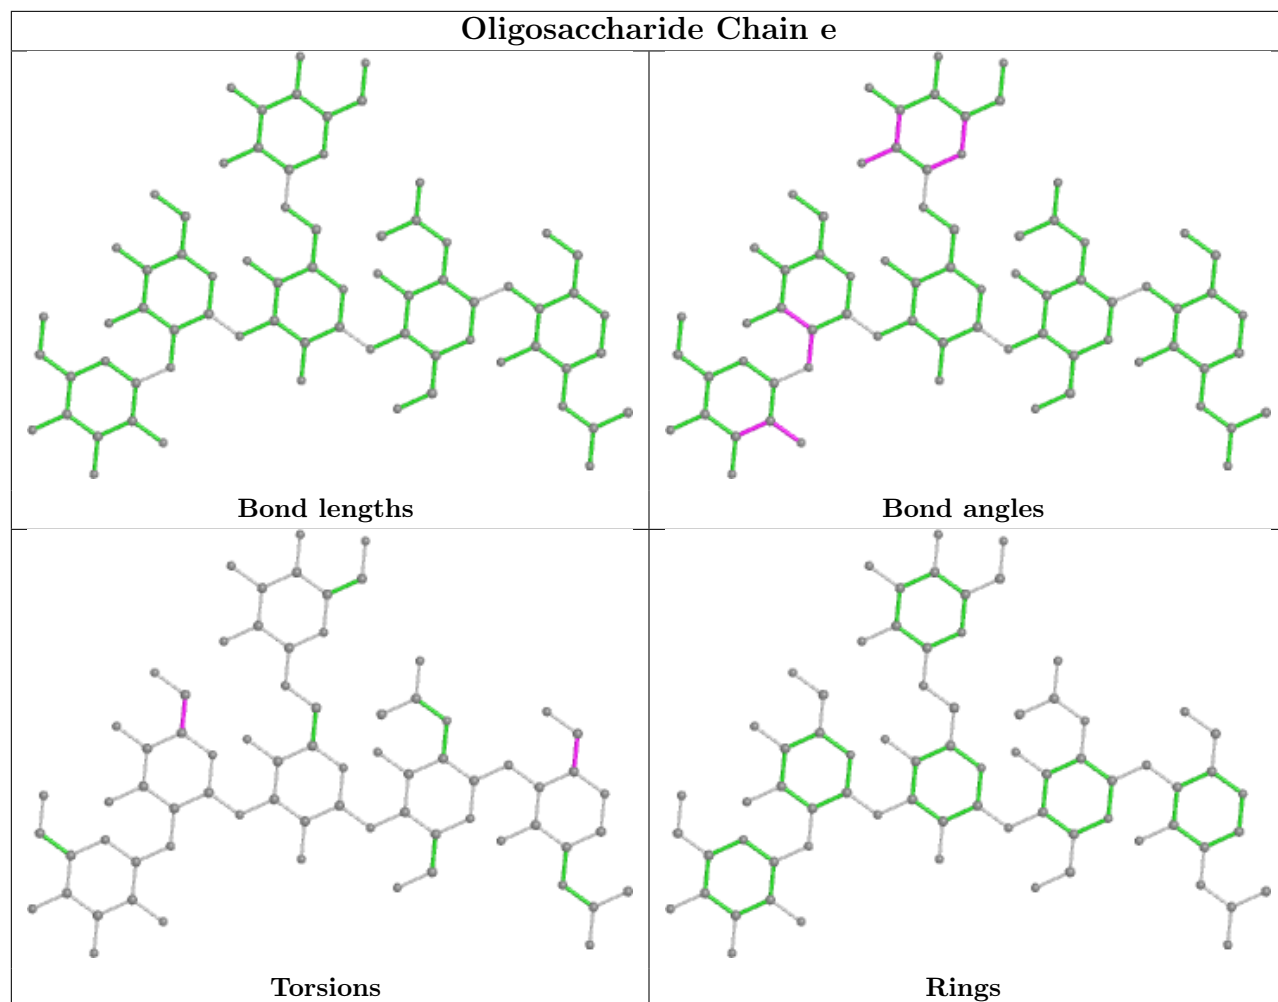 Oligosaccharide Chain e
Bond lengths
Bond angles
Torsions
Rings